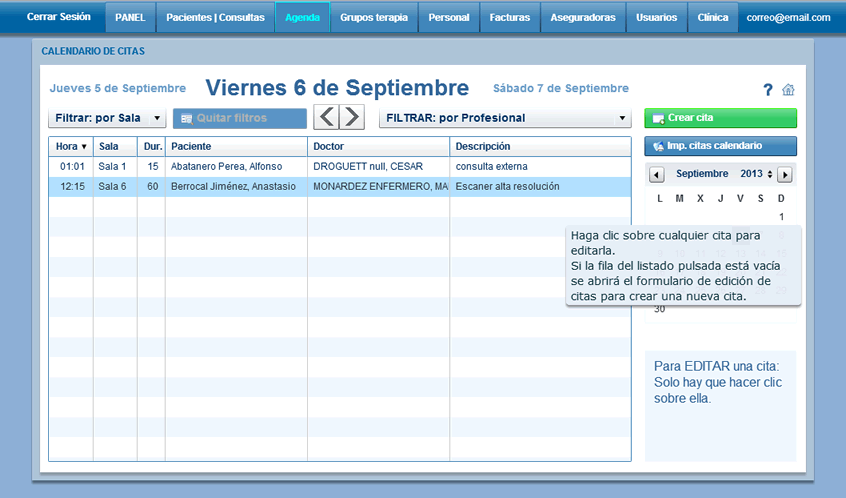 Cerrar Sesión PANEL Pacientes | Consultas Agenda Grupos terapia Personal Facturas Aseguradoras Usuarios Clínica correo@email.com
CALENDARIO DE CITAS
Jueves 5 de Septiembre Viernes 6 de Septiembre Sábado 7 de Septiembre ?
Filtrar: por Sala Quitar filtros FILTRAR: por Profesional Crear cita
Imp. citas calendario
Hora Sala Dur. Paciente Doctor Descripción
01:01 Sala 1 15 Abatanero Perea, Alfonso DROGUETT null, CESAR consulta externa
12:15 Sala 6 60 Berrocal Jiménez, Anastasio MONARDEZ ENFERMERO, MA Escaner alta resolución
Septiembre 2013
L M X J V S D
1
Haga clic sobre cualquier cita para
editarla.
Si la fila del listado pulsada está vacía
se abrirá el formulario de edición de
citas para crear una nueva cita.
30
Para EDITAR una cita:
Solo hay que hacer clic
sobre ella.